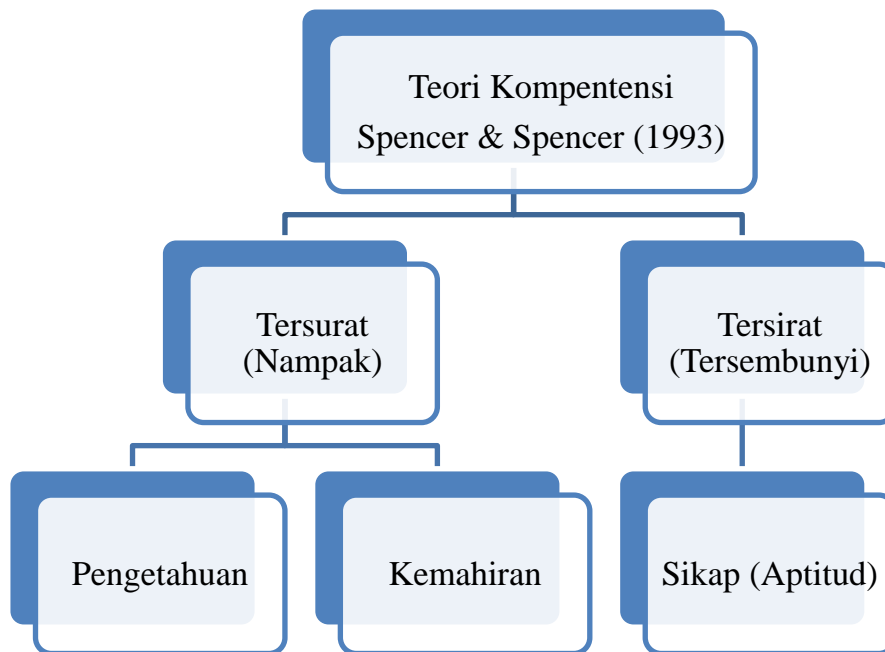 Teori Kompentensi
Spencer & Spencer (1993)
Tersurat
(Nampak)
Tersirat
(Tersembunyi)
Pengetahuan
Kemahiran
Sikap (Aptitud)